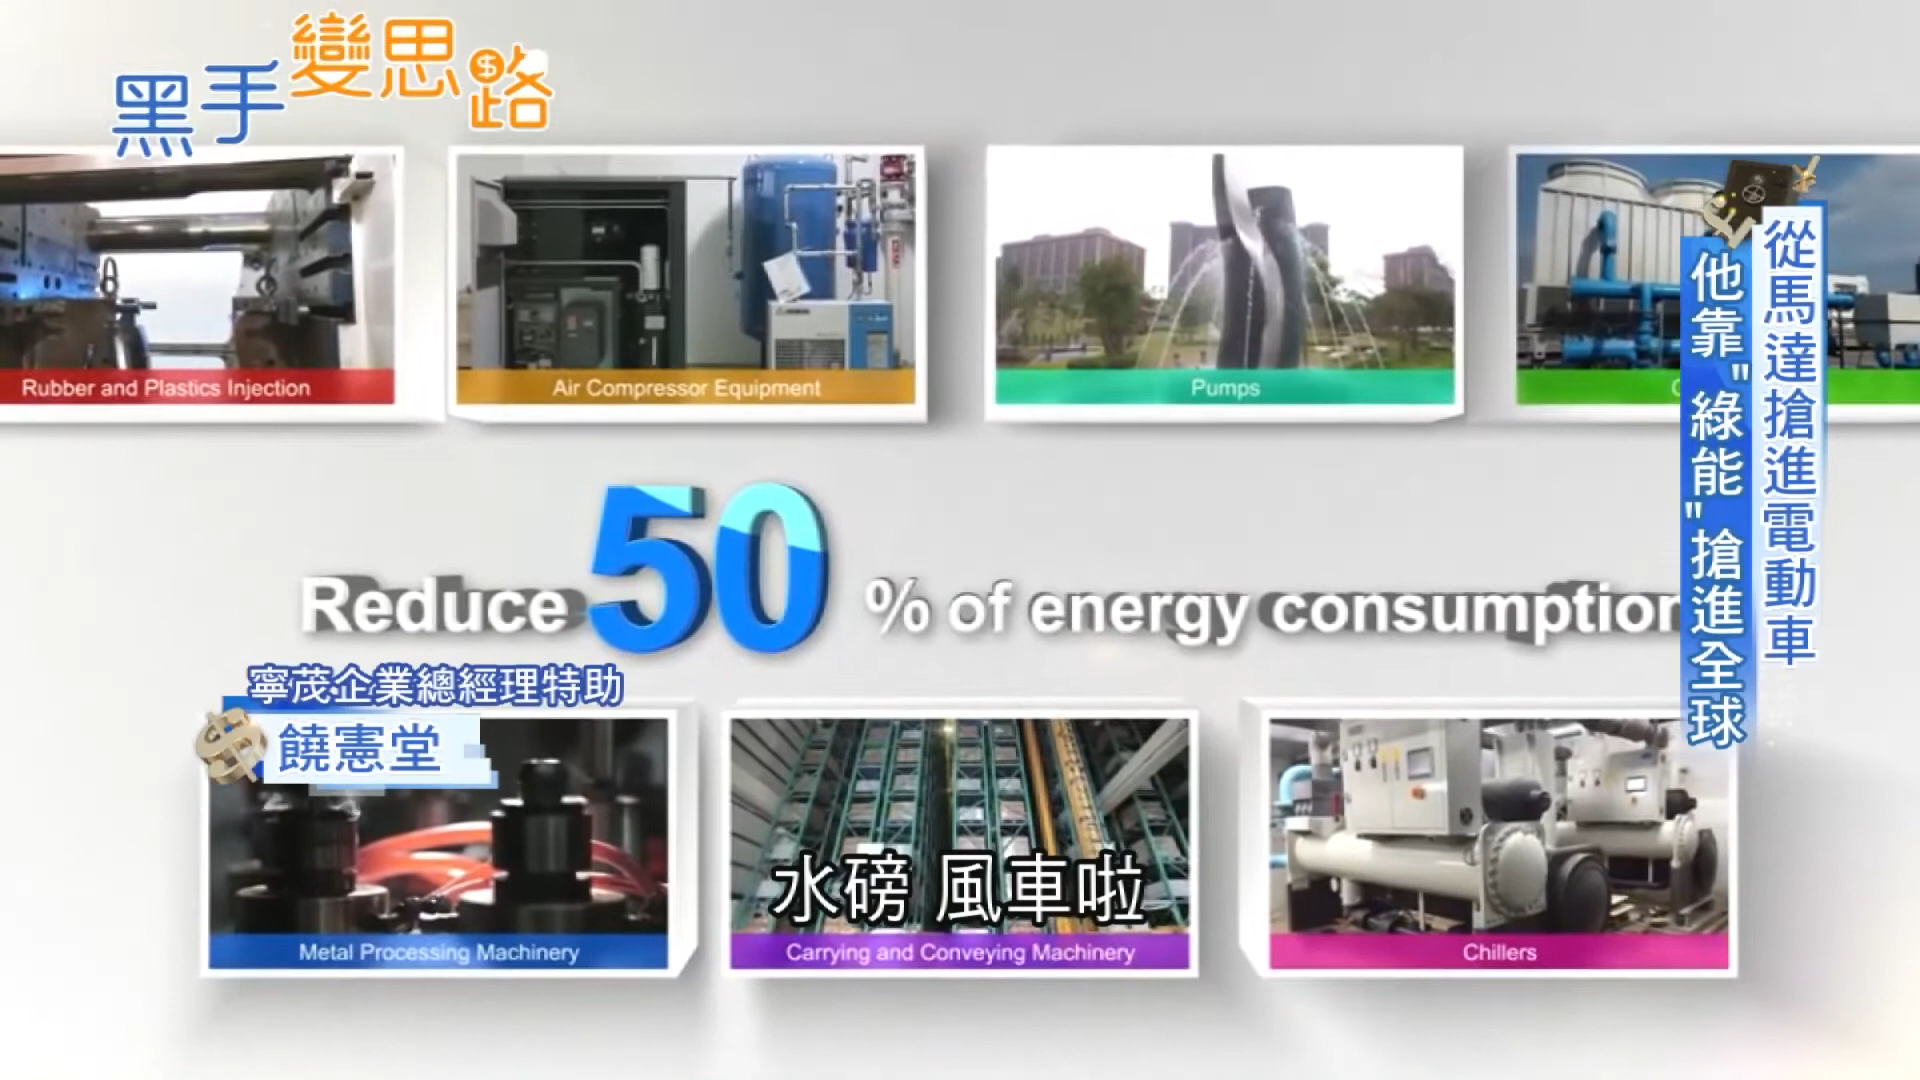 黑手變思路
Rubber and Plastics Injection
Air Compressor Equipment
Pumps
從馬達搶進電動車
他靠"綠能"搶進全球
Reduce 50 % of energy consumption
寧茂企業總經理特助
饒憲堂
水磅 風車啦
Metal Processing Machinery
Carrying and Conveying Machinery
Chillers